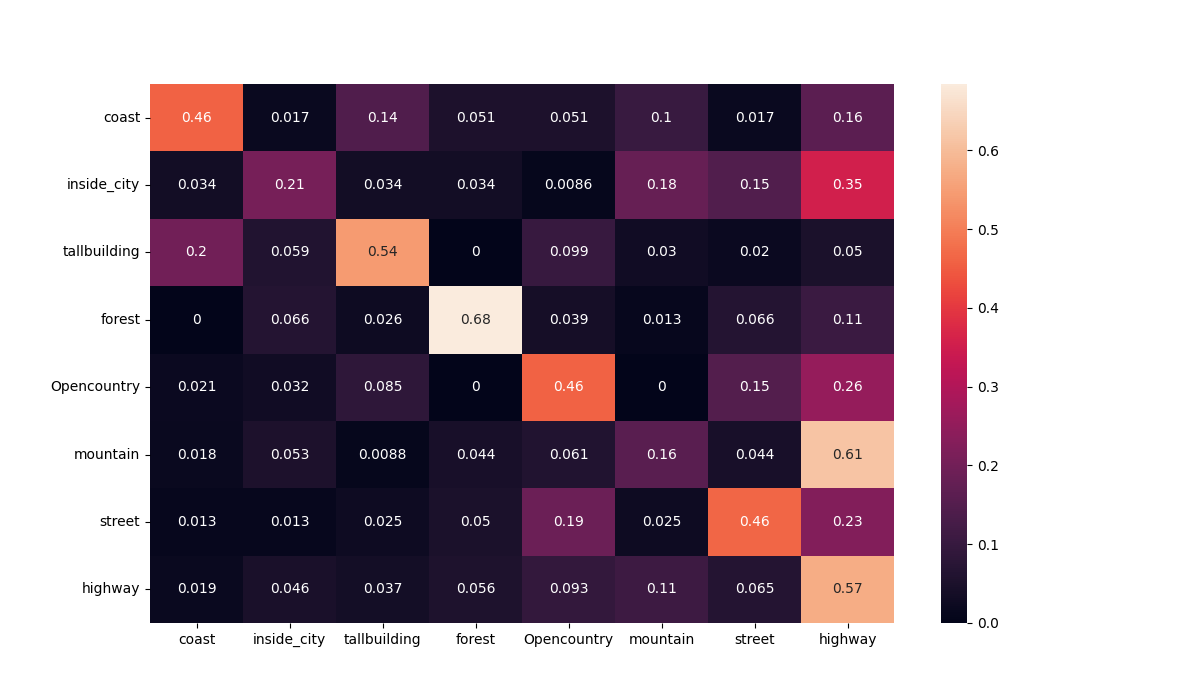 coast 0.46 0.017 0.14 0.051 0.051 0.1 0.017 0.16
inside_city 0.034 0.21 0.034 0.034 0.0086 0.18 0.15 0.35
tallbuilding 0.2 0.059 0.54 0 0.099 0.03 0.02 0.05
forest 0 0.066 0.026 0.68 0.039 0.013 0.066 0.11
Opencountry 0.021 0.032 0.085 0 0.46 0 0.15 0.26
mountain 0.018 0.053 0.0088 0.044 0.061 0.16 0.044 0.61
street 0.013 0.013 0.025 0.05 0.19 0.025 0.46 0.23
highway 0.019 0.046 0.037 0.056 0.093 0.11 0.065 0.57
coast inside_city tallbuilding forest Opencountry mountain street highway
0.6
0.5
0.4
0.3
0.2
0.1
0.0